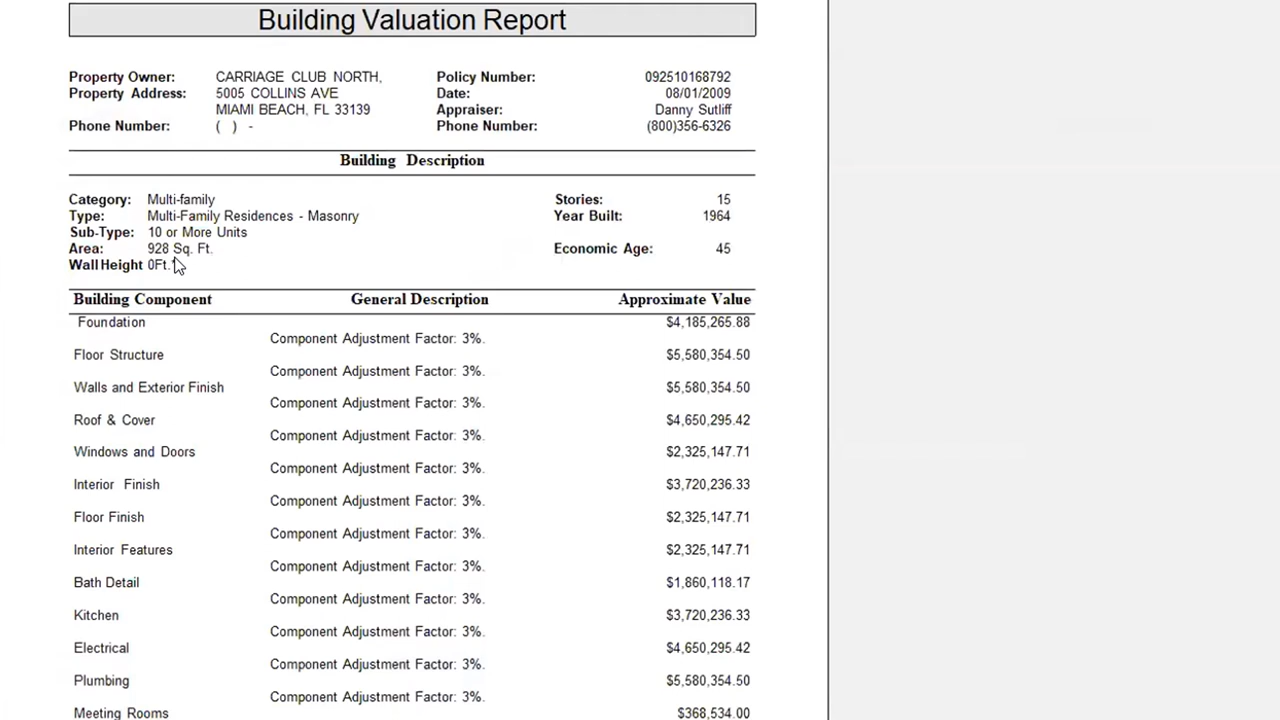 Building Valuation Report
Property Owner: CARRIAGE CLUB NORTH, Policy Number: 092510168792
Property Address: 5005 COLLINS AVE Date: 08/01/2009
MIAMI BEACH, FL 33139 Appraiser: Danny Sutliff
Phone Number: ( ) - Phone Number: (800)356-6326
Building Description
Category: Multi-family Stories: 15
Type: Multi-Family Residences - Masonry Year Built: 1964
Sub-Type: 10 or More Units
Area: 928 Sq. Ft. Economic Age: 45
Wall Height 0Ft.
Building Component General Description Approximate Value
Foundation $4,185,265.88
Component Adjustment Factor: 3%.
Floor Structure $5,580,354.50
Component Adjustment Factor: 3%.
Walls and Exterior Finish $5,580,354.50
Component Adjustment Factor: 3%.
Roof & Cover $4,650,295.42
Component Adjustment Factor: 3%.
Windows and Doors $2,325,147.71
Component Adjustment Factor: 3%.
Interior Finish $3,720,236.33
Component Adjustment Factor: 3%.
Floor Finish $2,325,147.71
Component Adjustment Factor: 3%.
Interior Features $2,325,147.71
Component Adjustment Factor: 3%.
Bath Detail $1,860,118.17
Component Adjustment Factor: 3%.
Kitchen $3,720,236.33
Component Adjustment Factor: 3%.
Electrical $4,650,295.42
Component Adjustment Factor: 3%.
Plumbing $5,580,354.50
Component Adjustment Factor: 3%.
Meeting Rooms $368,534.00